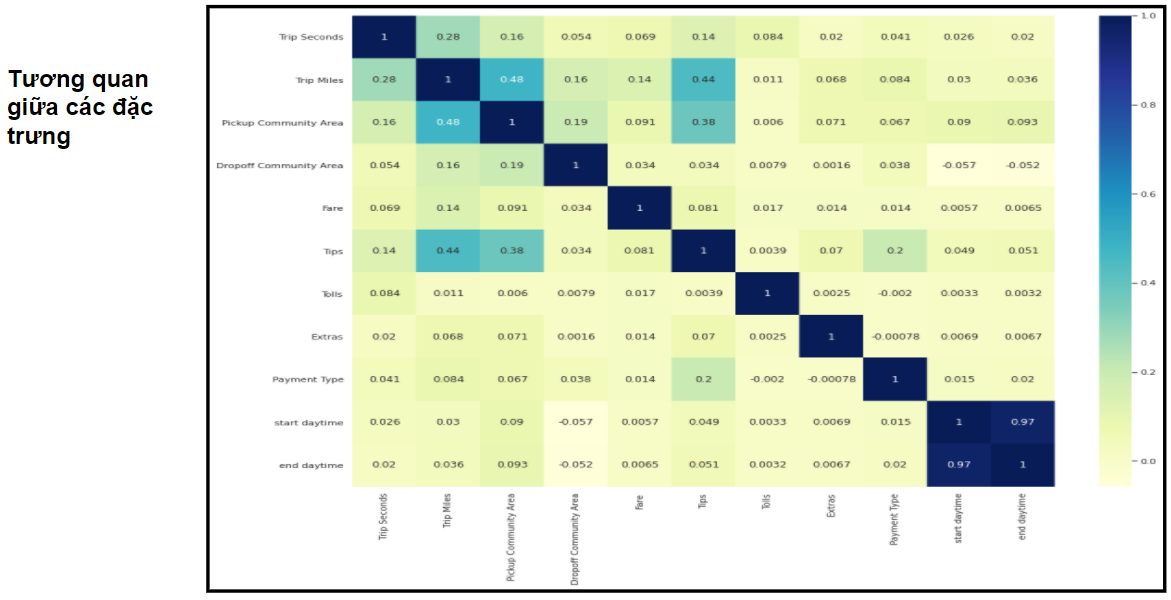 Tương quan
giữa các đặc
trưng
Trip Seconds 1 0.28 0.16 0.054 0.069 0.14 0.084 0.02 0.041 0.026 0.02
Trip Miles 0.28 1 0.48 0.16 0.14 0.44 0.011 0.068 0.084 0.03 0.036
Pickup Community Area 0.16 0.48 1 0.19 0.091 0.38 0.006 0.071 0.067 0.09 0.093
Dropoff Community Area 0.054 0.16 0.19 1 0.034 0.034 0.0079 0.0016 0.038 -0.057 -0.052
Fare 0.069 0.14 0.091 0.034 1 0.081 0.017 0.014 0.014 0.0057 0.0065
Tips 0.14 0.44 0.38 0.034 0.081 1 0.0039 0.07 0.2 0.049 0.051
Tolls 0.084 0.011 0.006 0.0079 0.017 0.0039 1 0.0025 -0.002 0.0033 0.0032
Extras 0.02 0.068 0.071 0.0016 0.014 0.07 0.0025 1 -0.00078 0.0069 0.0067
Payment Type 0.041 0.084 0.067 0.038 0.014 0.2 -0.002 -0.00078 1 0.015 0.02
start daytime 0.026 0.03 0.09 -0.057 0.0057 0.049 0.0033 0.0069 0.015 1 0.97
end daytime 0.02 0.036 0.093 -0.052 0.0065 0.051 0.0032 0.0067 0.02 0.97 1
Trip Seconds
Trip Miles
Pickup Community Area
Dropoff Community Area
Fare
Tips
Tolls
Extras
Payment Type
start daytime
end daytime
1.0
0.8
0.6
0.4
0.2
0.0